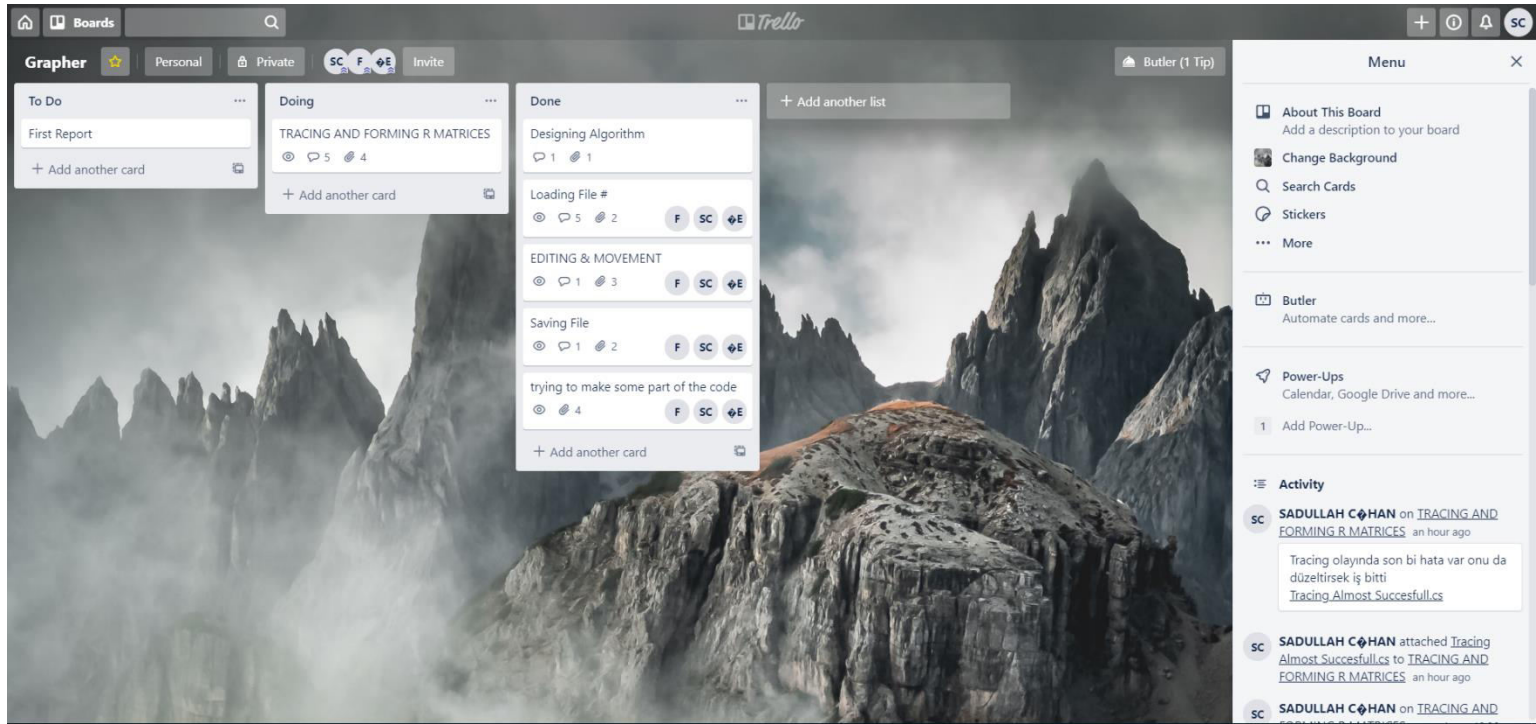 Boards
Trello
SC
Grapher
Personal
Private
SC F �E
Invite
Butler (1 Tip)
To Do
First Report
+ Add another card
Doing
TRACING AND FORMING R MATRICES
5 4
+ Add another card
Done
Designing Algorithm
1 1
Loading File #
5 2 F SC �E
EDITING & MOVEMENT
1 3 F SC �E
Saving File
1 2 F SC �E
trying to make some part of the code
4 F SC �E
+ Add another card
+ Add another list
Menu
About This Board
Add a description to your board
Change Background
Search Cards
Stickers
More
Butler
Automate cards and more...
Power-Ups
Calendar, Google Drive and more...
1 Add Power-Up...
Activity
SC
SADULLAH C�HAN on TRACING AND
FORMING R MATRICES an hour ago
Tracing olayında son bi hata var onu da
düzeltirsek iş bitti
Tracing Almost Succesfull.cs
SC
SADULLAH C�HAN attached Tracing
Almost Succesfull.cs to TRACING AND
FORMING R MATRICES an hour ago
SC
SADULLAH C�HAN on TRACING AND